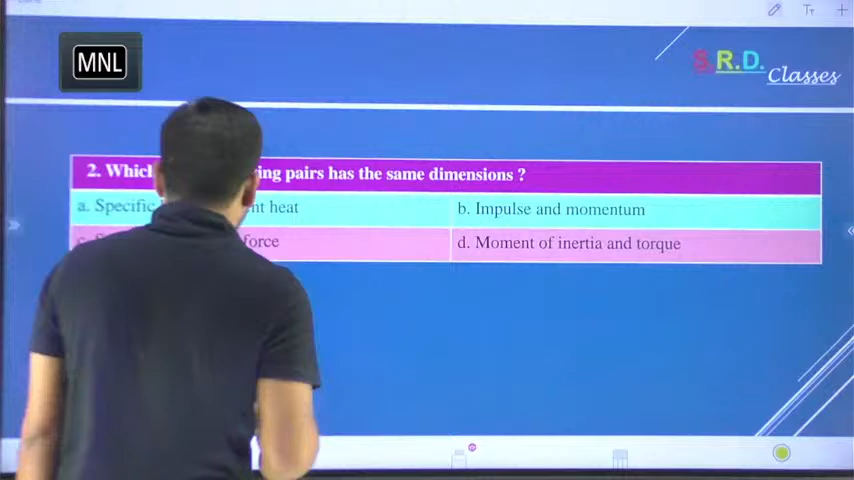 MNL
S.R.D. Classes
2. Which ing pairs has the same dimensions ?
a. Specific nt heat
b. Impulse and momentum
force
d. Moment of inertia and torque